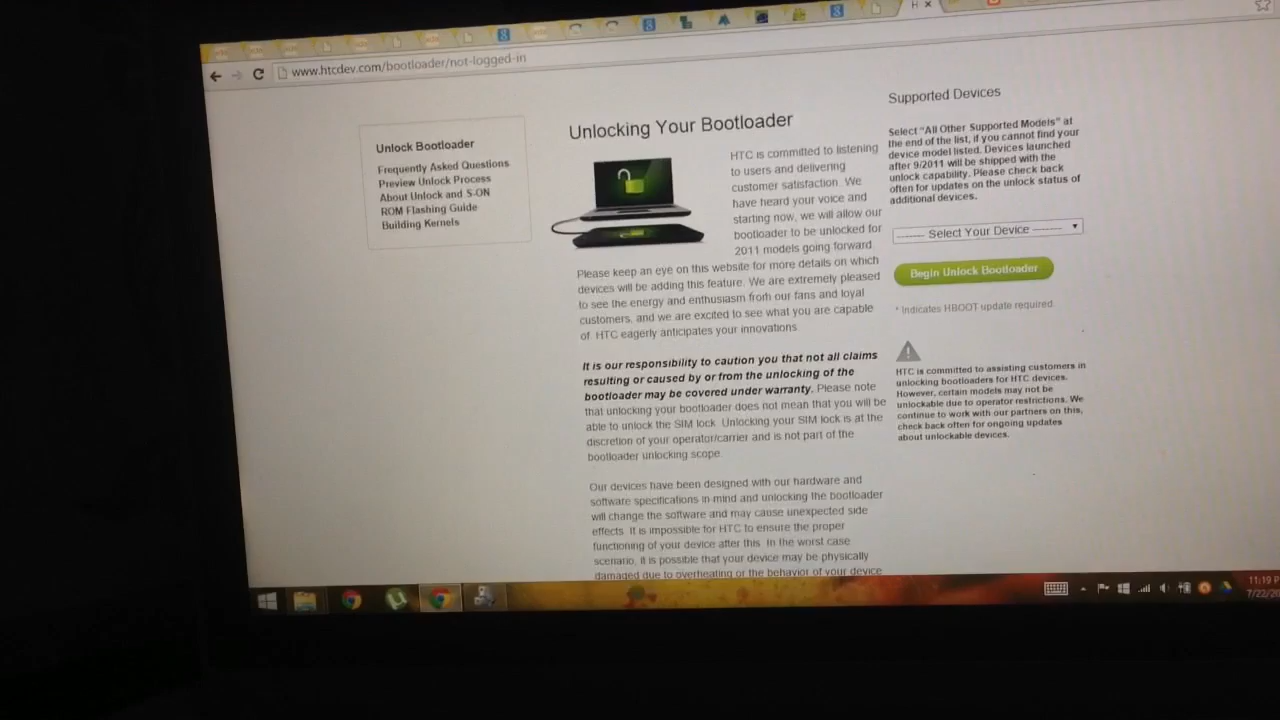 www.htcdev.com/bootloader/not-logged-in
Unlock Bootloader
Frequently Asked Questions
Preview Unlock Process
About Unlock and S-ON
ROM Flashing Guide
Building Kernels
Unlocking Your Bootloader
HTC is committed to listening
to users and delivering
customer satisfaction. We
have heard your voice and
starting now, we will allow our
bootloader to be unlocked for
2011 models going forward.
Please keep an eye on this website for more details on which
devices will be adding this feature. We are extremely pleased
to see the energy and enthusiasm from our fans and loyal
customers, and we are excited to see what you are capable
of. HTC eagerly anticipates your innovations.
It is our responsibility to caution you that not all claims
resulting or caused by or from the unlocking of the
bootloader may be covered under warranty. Please note
that unlocking your bootloader does not mean that you will be
able to unlock the SIM lock. Unlocking your SIM lock is at the
discretion of your operator/carrier and is not part of the
bootloader unlocking scope.
Our devices have been designed with our hardware and
software specifications in mind and unlocking the bootloader
will change the software and may cause unexpected side
effects. It is impossible for HTC to ensure the proper
functioning of your device after this. In the worst case
scenario, it is possible that your device may be physically
damaged due to overheating or the behavior of your device
Supported Devices
Select "All Other Supported Models" at
the end of the list, if you cannot find your
device model listed. Devices launched
after 9/2011 will be shipped with the
unlock capability. Please check back
often for updates on the unlock status of
additional devices.
-------- Select Your Device --------
Begin Unlock Bootloader
* Indicates HBOOT update required.
HTC is committed to assisting customers in
unlocking bootloaders for HTC devices.
However, certain models may not be
unlockable due to operator restrictions. We
continue to work with our partners on this,
check back often for ongoing updates
about unlockable devices.
11:19 P
7/22/20